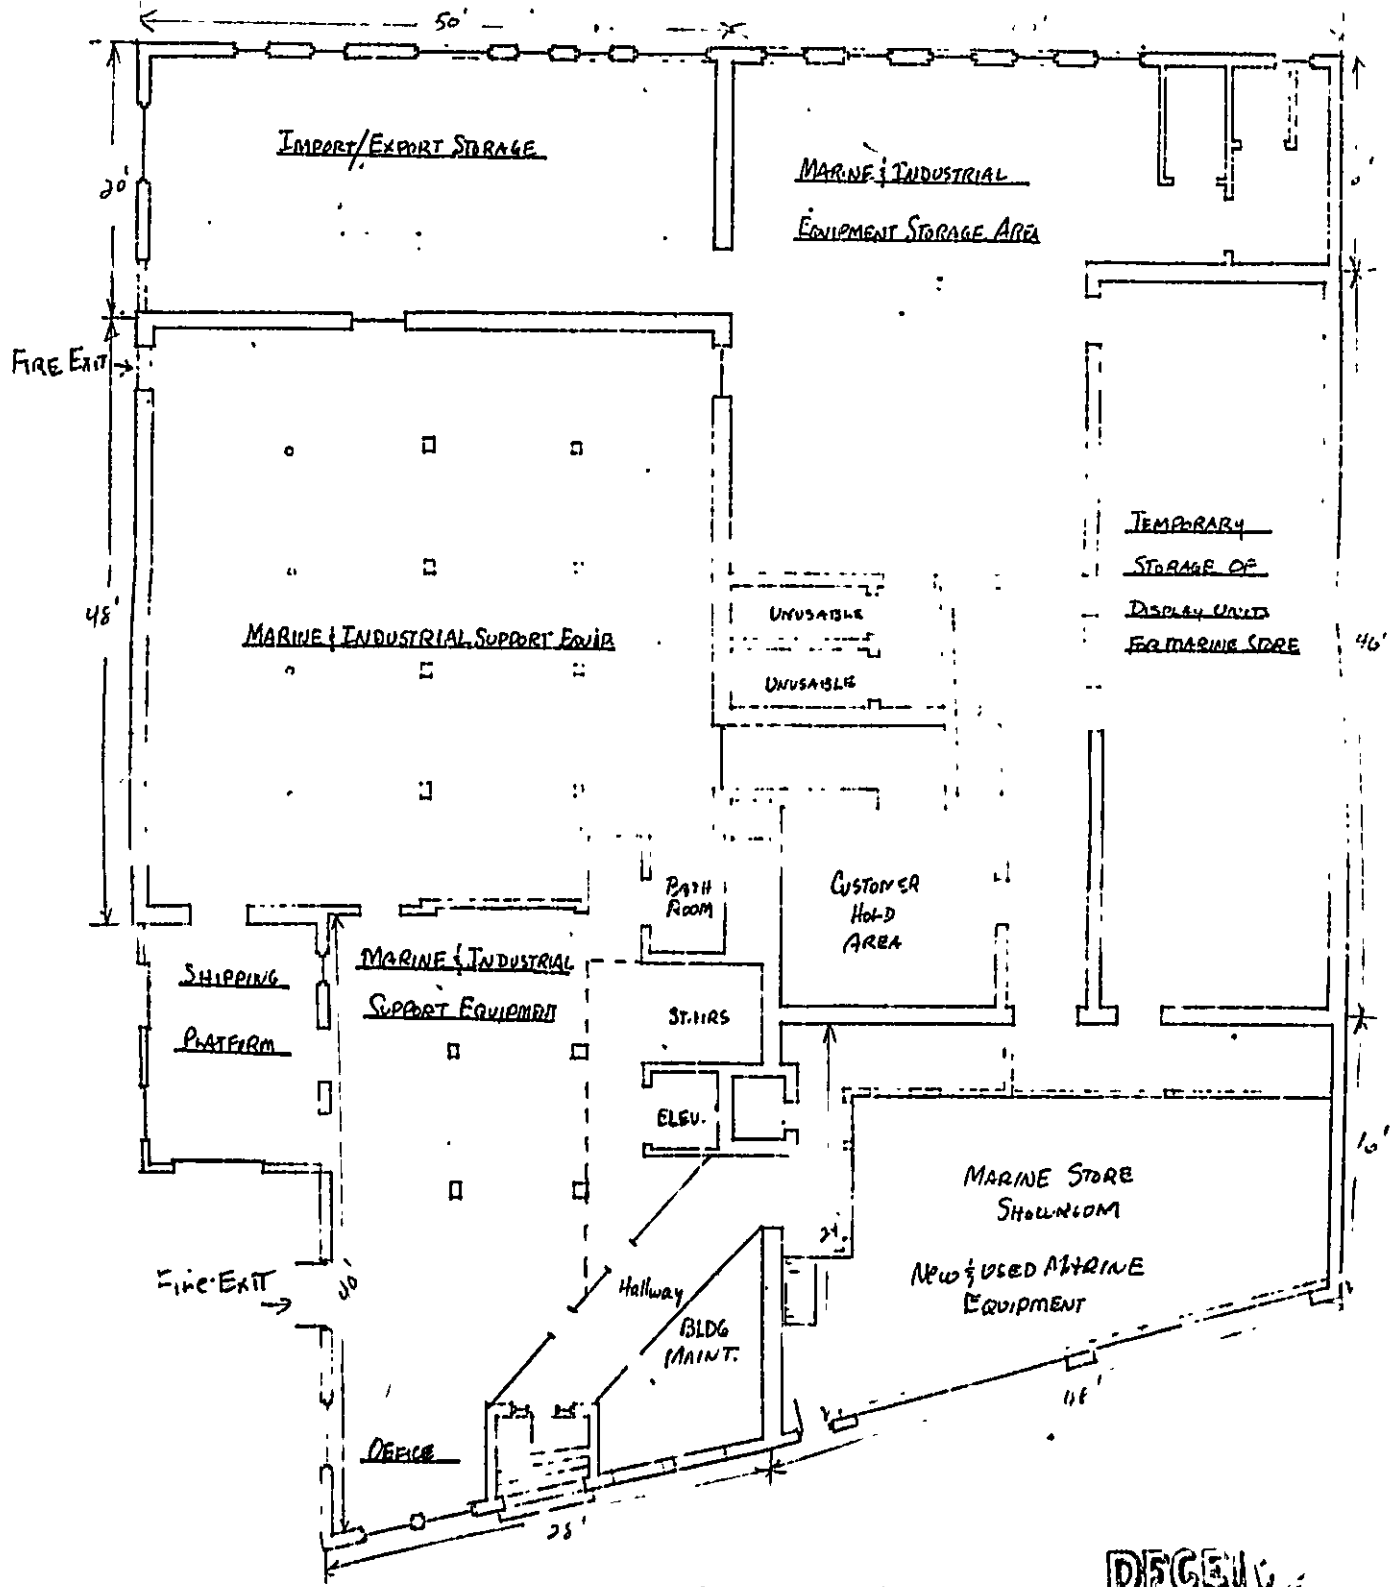 50'
IMPORT/EXPORT STORAGE
MARINE & INDUSTRIAL
EQUIPMENT STORAGE AREA
20'
FIRE EXIT
48'
TEMPORARY
STORAGE OF
DISPLAY UNITS
FOR MARINE STORE
UNUSABLE
UNUSABLE
MARINE & INDUSTRIAL SUPPORT EQUIP
46'
BATH
ROOM
CUSTOMER
HOLD
AREA
SHIPPING
PLATFORM
MARINE & INDUSTRIAL
SUPPORT EQUIPMENT
STAIRS
ELEV.
MARINE STORE
SHOWROOM
NEW & USED MARINE
EQUIPMENT
Fire EXIT
40'
Hallway
BLDG
MAINT.
OFFICE
28'